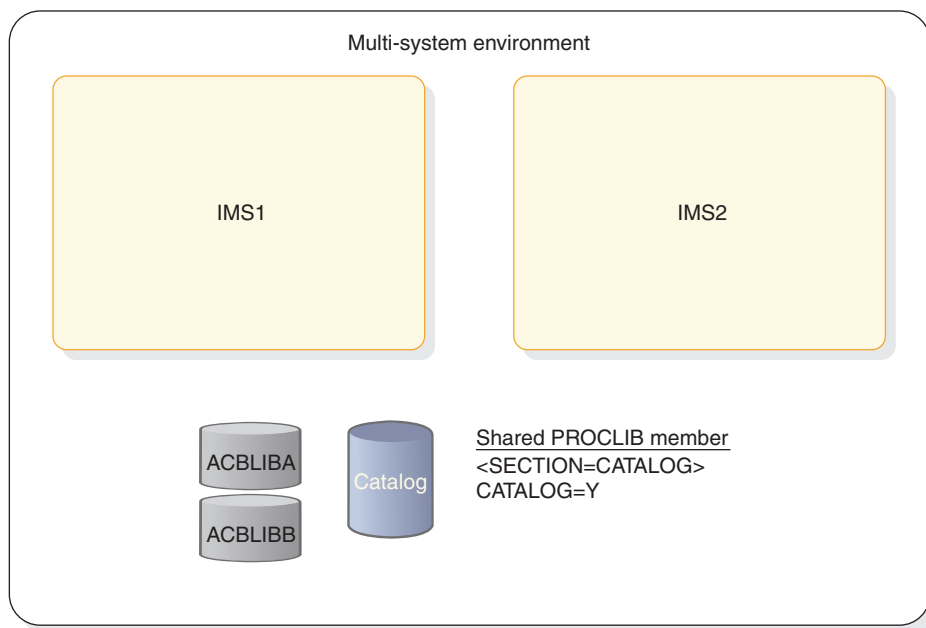 Multi-system environment
IMS1
IMS2
ACBLIBA
ACBLIBB
Catalog
Shared PROCLIB member
<SECTION=CATALOG>
CATALOG=Y